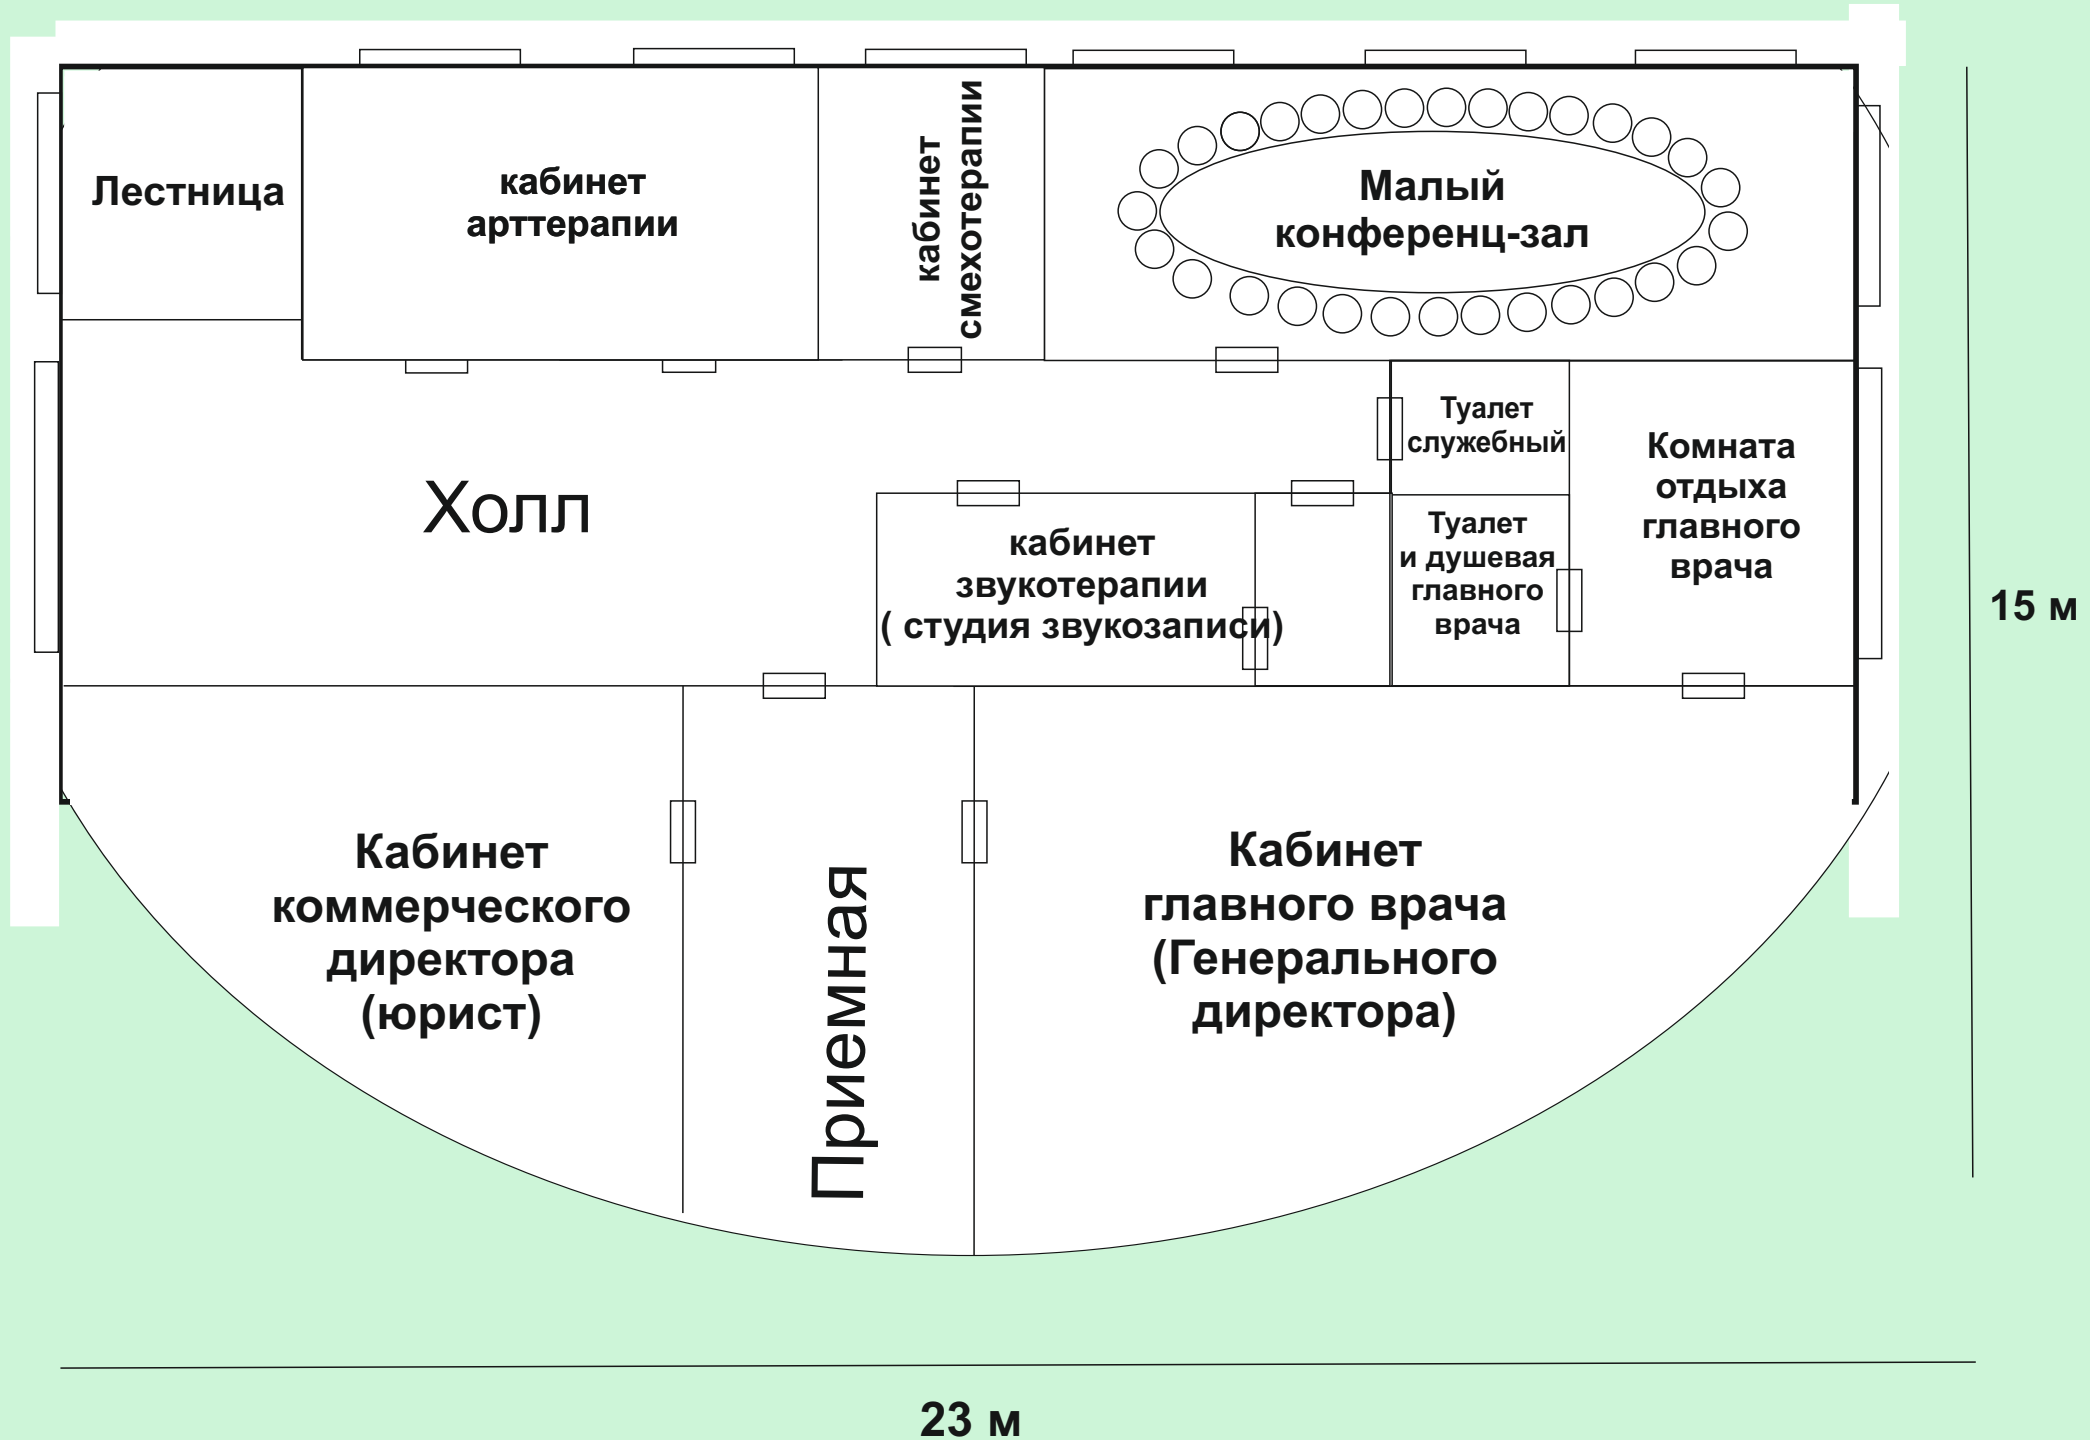 Лестница
кабинет
арттерапии
кабинет
смехотерапии
Малый
конференц-зал
Холл
кабинет
звукотерапии
( студия звукозаписи)
Туалет
служебный
Туалет
и душевая
главного
врача
Комната
отдыха
главного
врача
15 м
Кабинет
коммерческого
директора
(юрист)
Приемная
Кабинет
главного врача
(Генерального
директора)
23 м